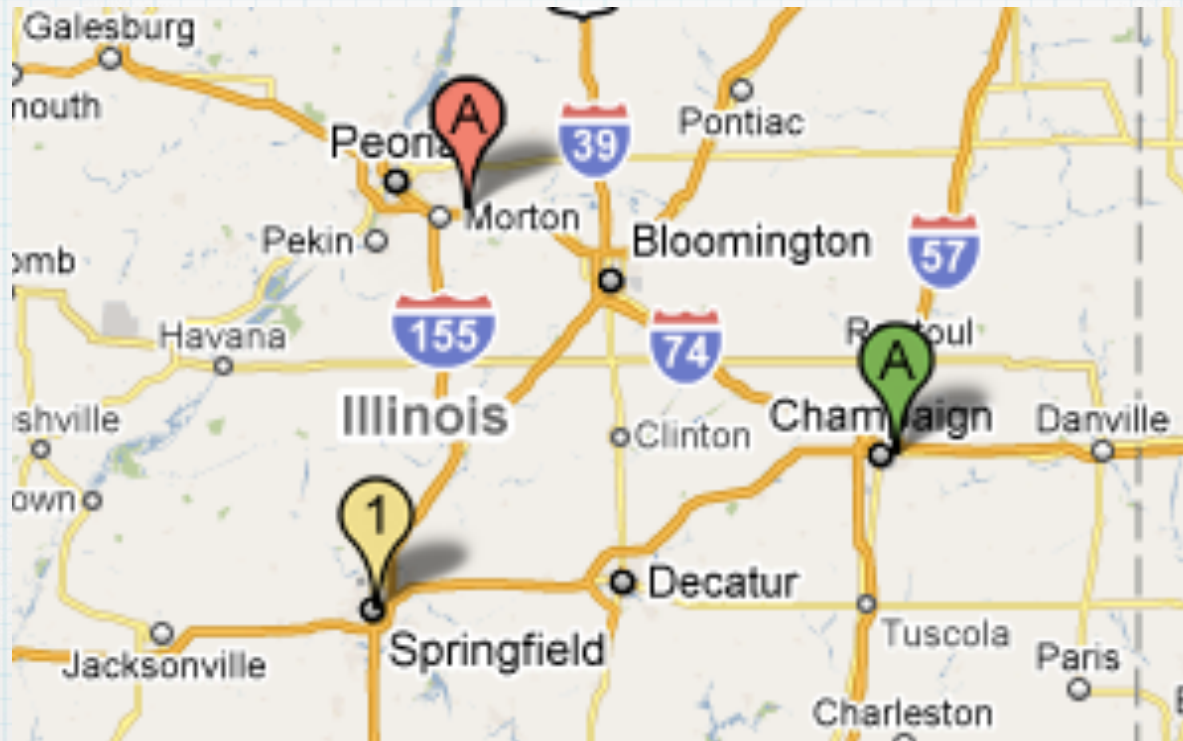 Galesburg
mouth
A
Peoria
39
Pontiac
Morton
Pekin
Bloomington
57
omb
155
Havana
74
Rantoul
A
Illinois
shville
Champaign
Danville
Clinton
own
1
Decatur
Springfield
Tuscola
Jacksonville
Paris
Charleston